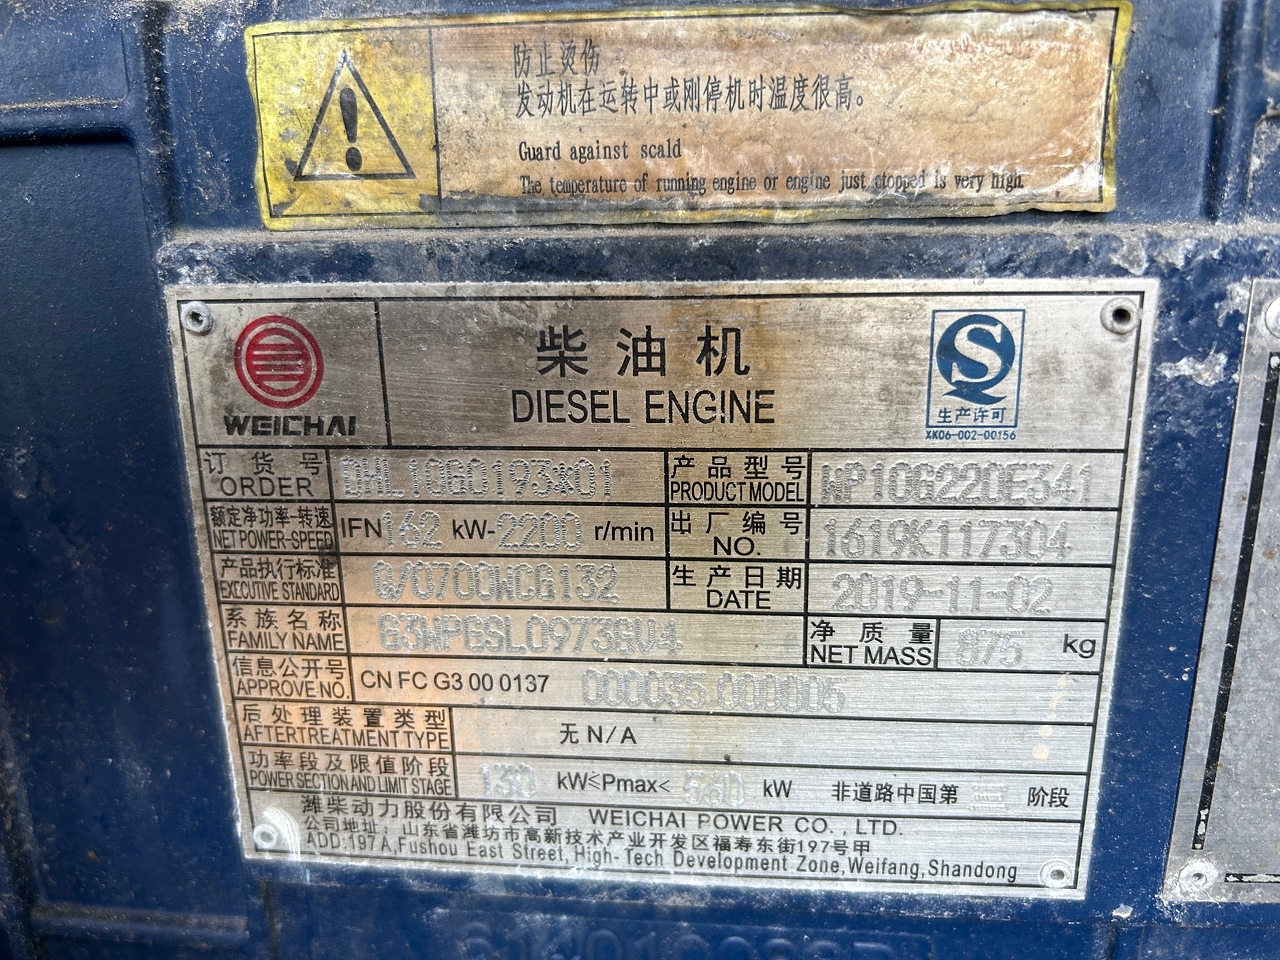 防止烫伤
发动机在运转中或刚停机时温度很高。
Guard against scald
The temperature of running engine or engine just stopped is very high.
WEICHAI
柴油机
DIESEL ENGINE
S
生产许可
XK06-002-00156
订货号 DHL10G0193*01 产品型号 WP10G220E341
ORDER PRODUCT MODEL
额定净功率-转速 IFN 162 kW-2200 r/min 出厂编号 1619K117304
NET POWER-SPEED NO.
产品执行标准 Q/0700WCG132 生产日期 2019-11-02
EXECUTIVE STANDARD DATE
系族名称 G3WPGSL0973GV4 净质量 875 kg
FAMILY NAME NET MASS
信息公开号 CN FC G3 00 0137 000035 000005
APPROVE NO.
后处理装置类型 无 N/A
AFTERTREATMENT TYPE
功率段及限值阶段 130 kW≤Pmax< 560 kW 非道路中国第 三 阶段
POWER SECTION AND LIMIT STAGE
潍柴动力股份有限公司 WEICHAI POWER CO.,LTD.
公司地址: 山东省潍坊市高新技术产业开发区福寿东街197号甲
ADD:197 A,Fushou East Street,High-Tech Development Zone,Weifang,Shandong